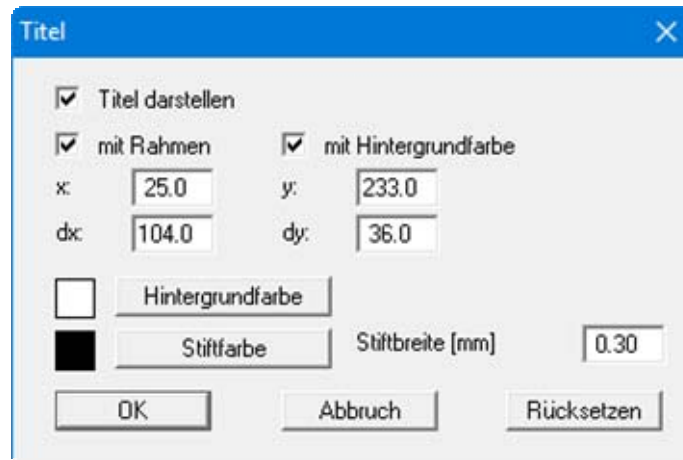 Titel
Titel darstellen
mit Rahmen mit Hintergrundfarbe
x: 25.0 y: 233.0
dx: 104.0 dy: 36.0
Hintergrundfarbe
Stiftfarbe Stiftbreite [mm] 0.30
OK Abbruch Rücksetzen